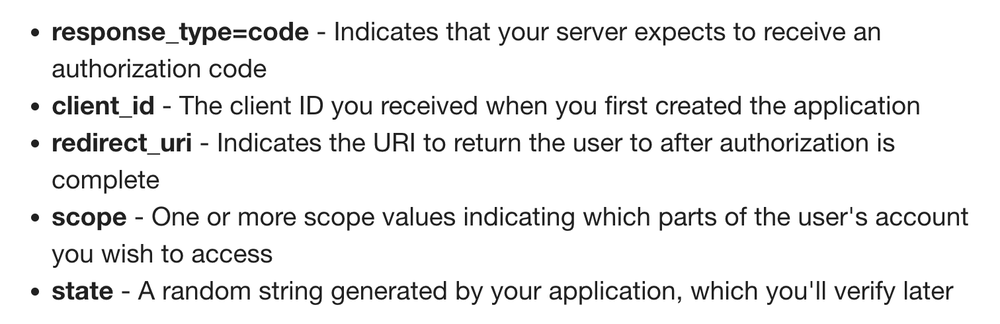 • response_type=code - Indicates that your server expects to receive an
authorization code
• client_id - The client ID you received when you first created the application
• redirect_uri - Indicates the URI to return the user to after authorization is
complete
• scope - One or more scope values indicating which parts of the user's account
you wish to access
• state - A random string generated by your application, which you'll verify later